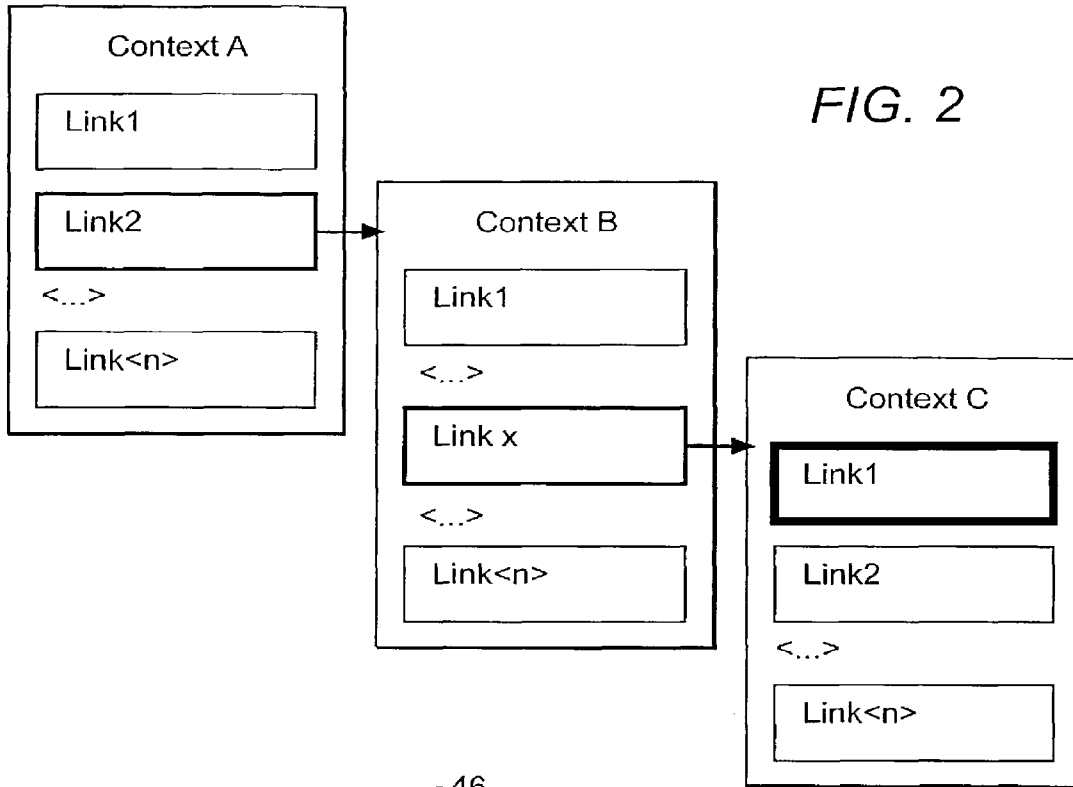 Context A
Link1
Link2
<...>
Link<n>
FIG. 2
Context B
Link1
<...>
Link x
<...>
Link<n>
Context C
Link1
Link2
<...>
Link<n>
46